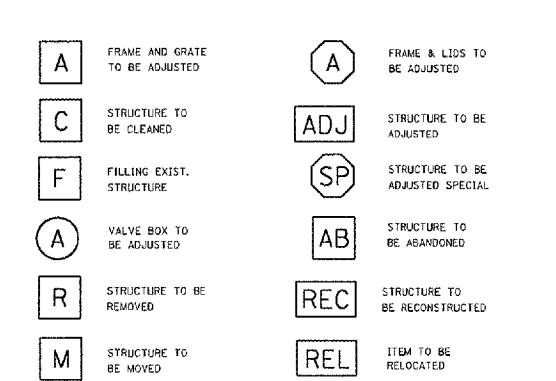 A FRAME AND GRATE
TO BE ADJUSTED
C STRUCTURE TO
BE CLEANED
F FILLING EXIST.
STRUCTURE
A VALVE BOX TO
BE ADJUSTED
R STRUCTURE TO BE
REMOVED
M STRUCTURE TO
BE MOVED
A FRAME & LIDS TO
BE ADJUSTED
ADJ STRUCTURE TO BE
ADJUSTED
SP STRUCTURE TO BE
ADJUSTED SPECIAL
AB STRUCTURE TO
BE ABANDONED
REC STRUCTURE TO
BE RECONSTRUCTED
REL ITEM TO BE
RELOCATED